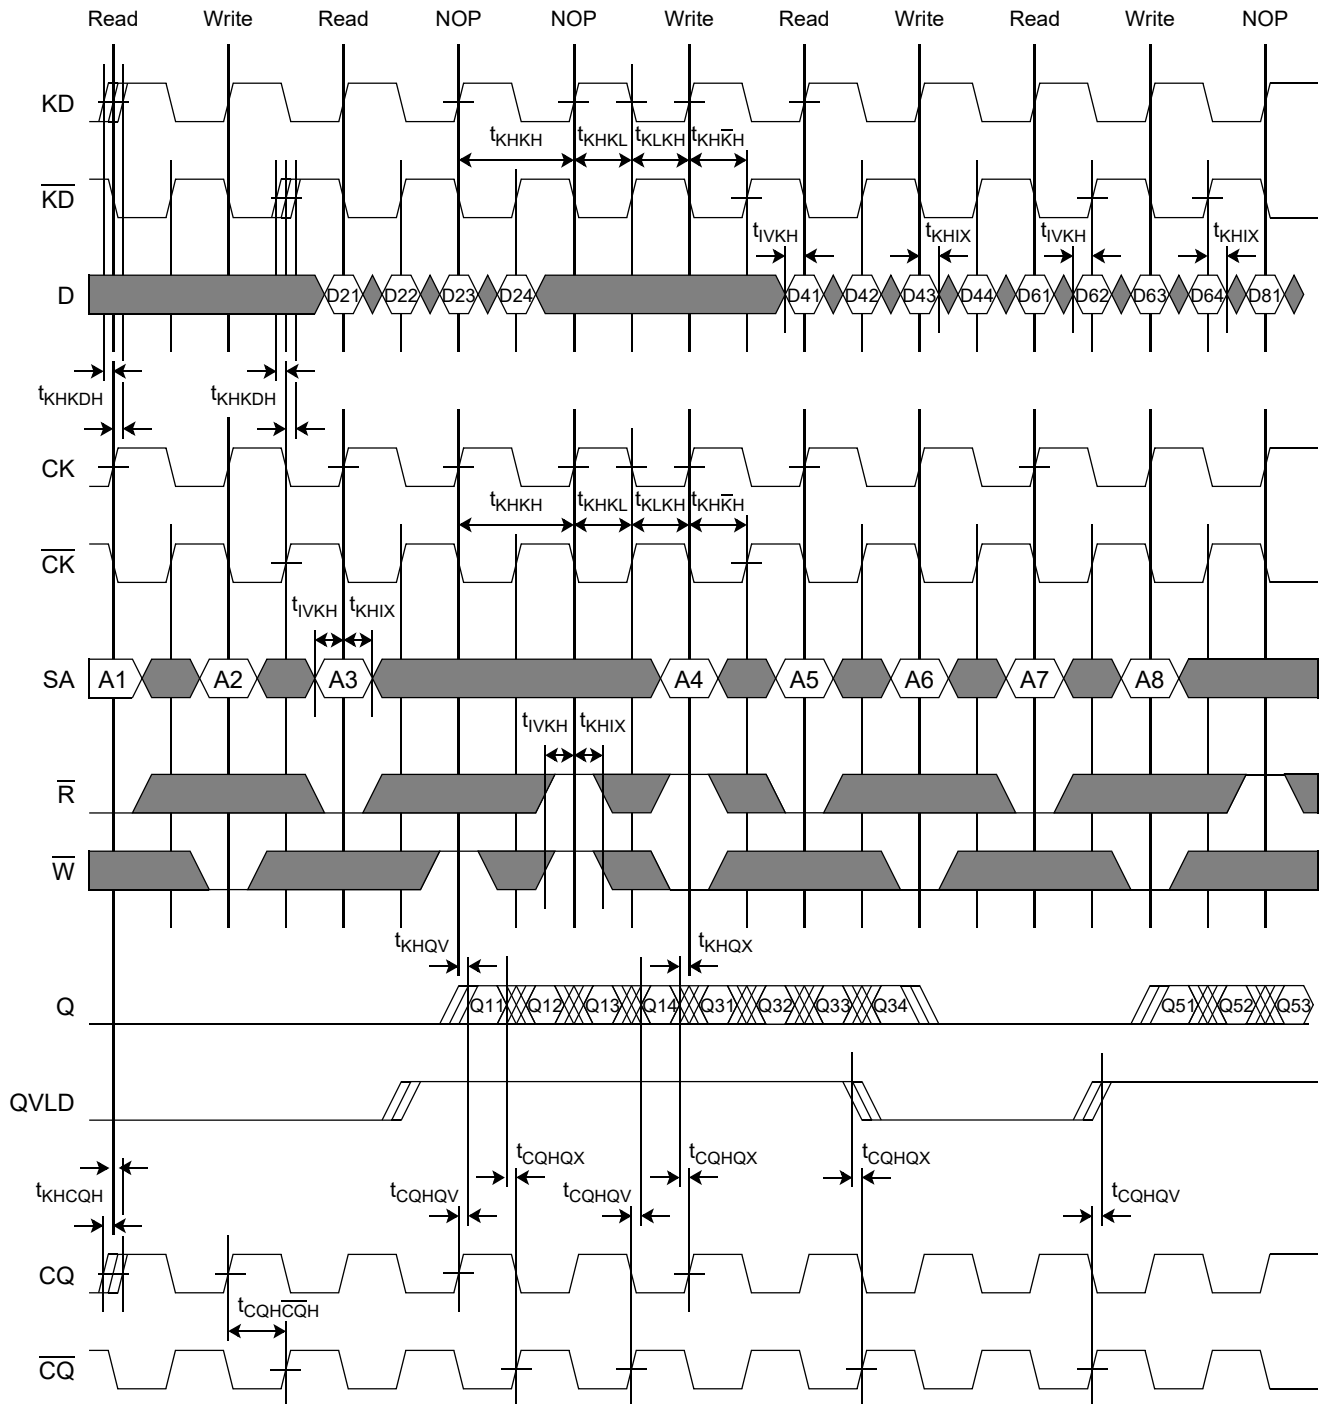 Read Write Read NOP NOP Write Read Write Read Write NOP
KD
tKHKH tKHKL tKLKH tKHK̅H
K̅D̅
tIVKH tKHIX tIVKH tKHIX
D D21 D22 D23 D24 D41 D42 D43 D44 D61 D62 D63 D64 D81
tKHKDH tKHKDH
CK
tKHKH tKHKL tKLKH tKHK̅H
C̅K̅
tIVKH tKHIX
SA A1 A2 A3 A4 A5 A6 A7 A8
tIVKH tKHIX
R̅
W̅
tKHQV tKHQX
Q Q11 Q12 Q13 Q14 Q31 Q32 Q33 Q34 Q51 Q52 Q53
QVLD
tCQHQX tCQHQX tCQHQX
tKHCQH tCQHQV tCQHQV tCQHQV
CQ
tCQHC̅Q̅H
C̅Q̅